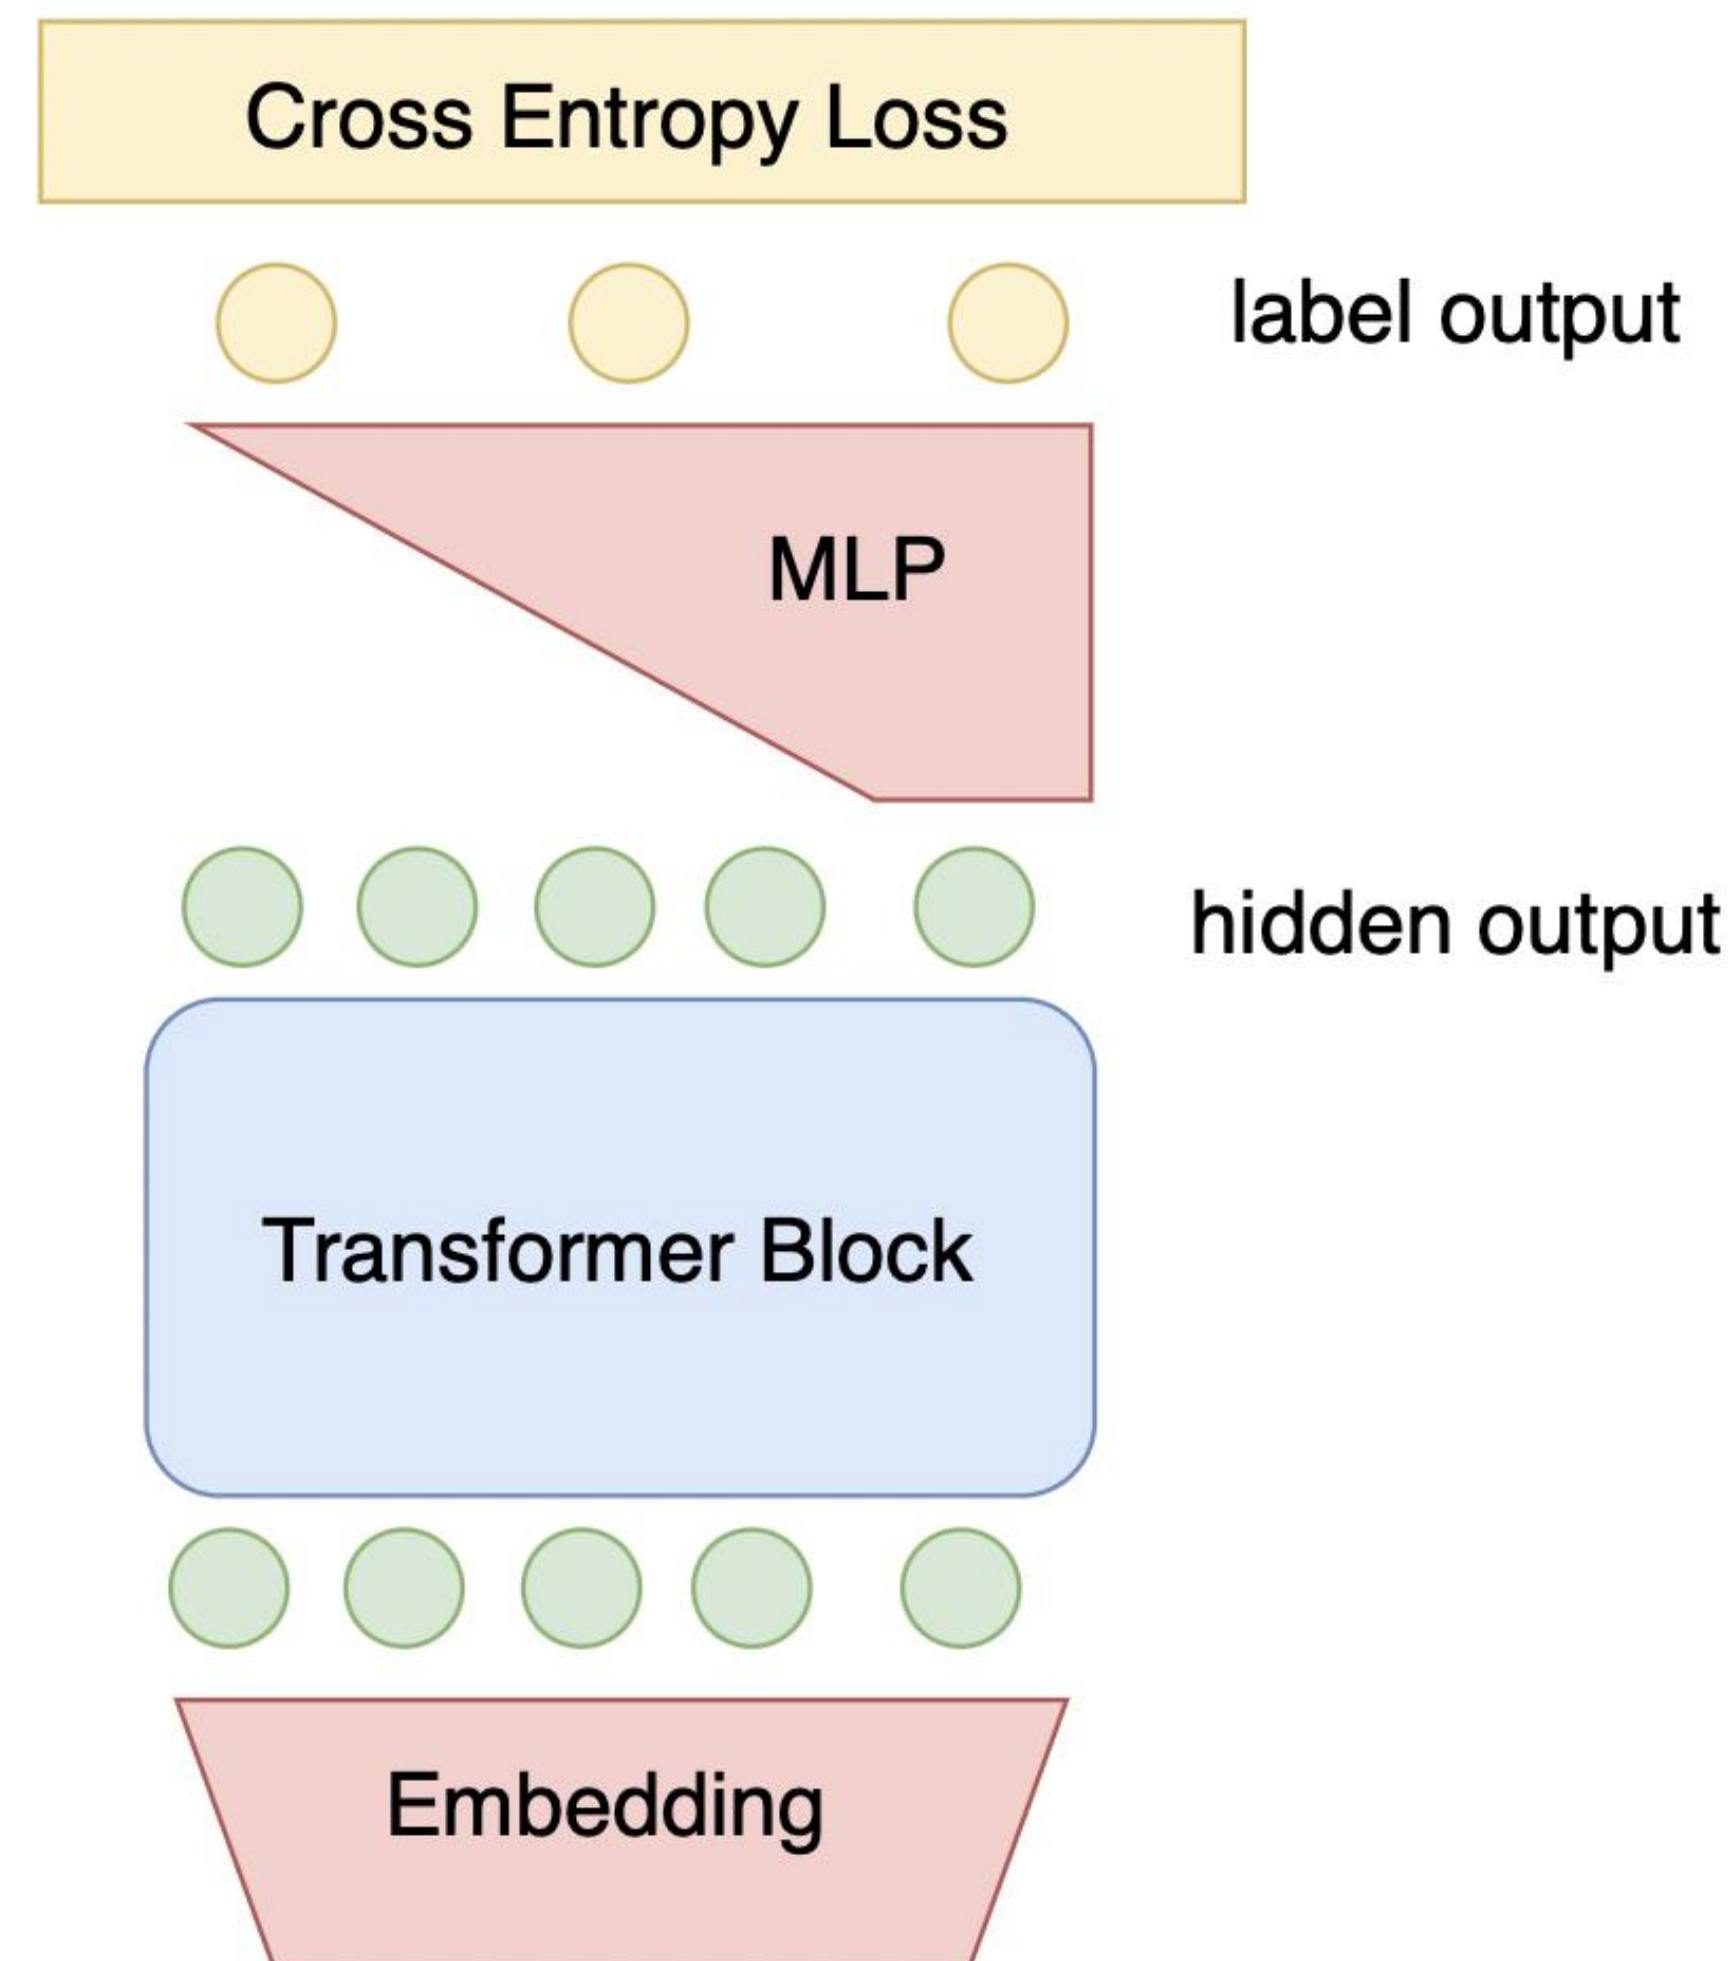 Cross Entropy Loss
label output
MLP
hidden output
Transformer Block
Embedding